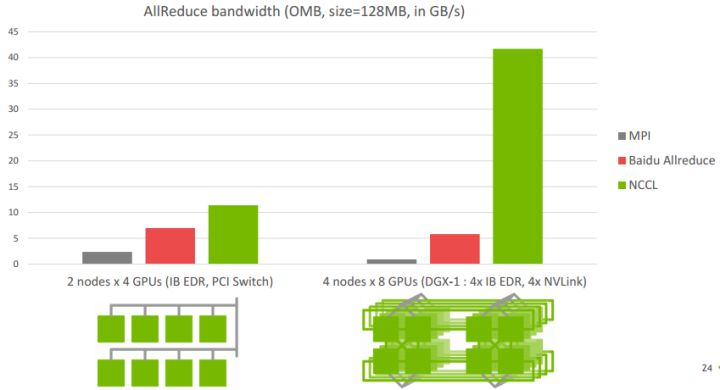 AllReduce bandwidth (OMB, size=128MB, in GB/s)
45
40
35
30
25
20
15
10
5
0
MPI
Baidu Allreduce
NCCL
2 nodes x 4 GPUs (IB EDR, PCI Switch)
4 nodes x 8 GPUs (DGX-1 : 4x IB EDR, 4x NVLink)
24